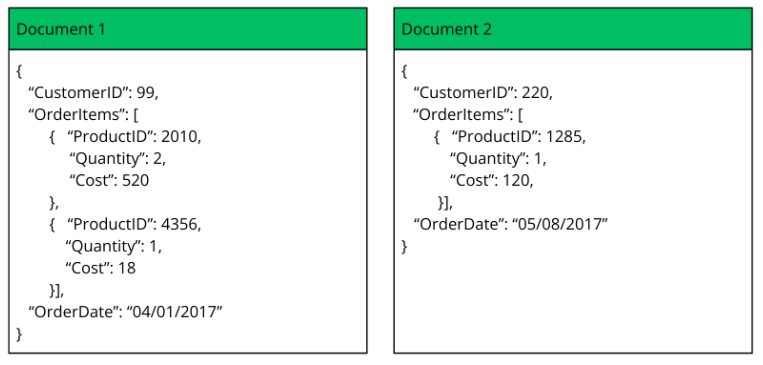 Document 1
{
“CustomerID”: 99,
“OrderItems”: [
{ “ProductID”: 2010,
“Quantity”: 2,
“Cost”: 520
},
{ “ProductID”: 4356,
“Quantity”: 1,
“Cost”: 18
}],
“OrderDate”: “04/01/2017”
}
Document 2
{
“CustomerID”: 220,
“OrderItems”: [
{ “ProductID”: 1285,
“Quantity”: 1,
“Cost”: 120,
}],
“OrderDate”: “05/08/2017”
}